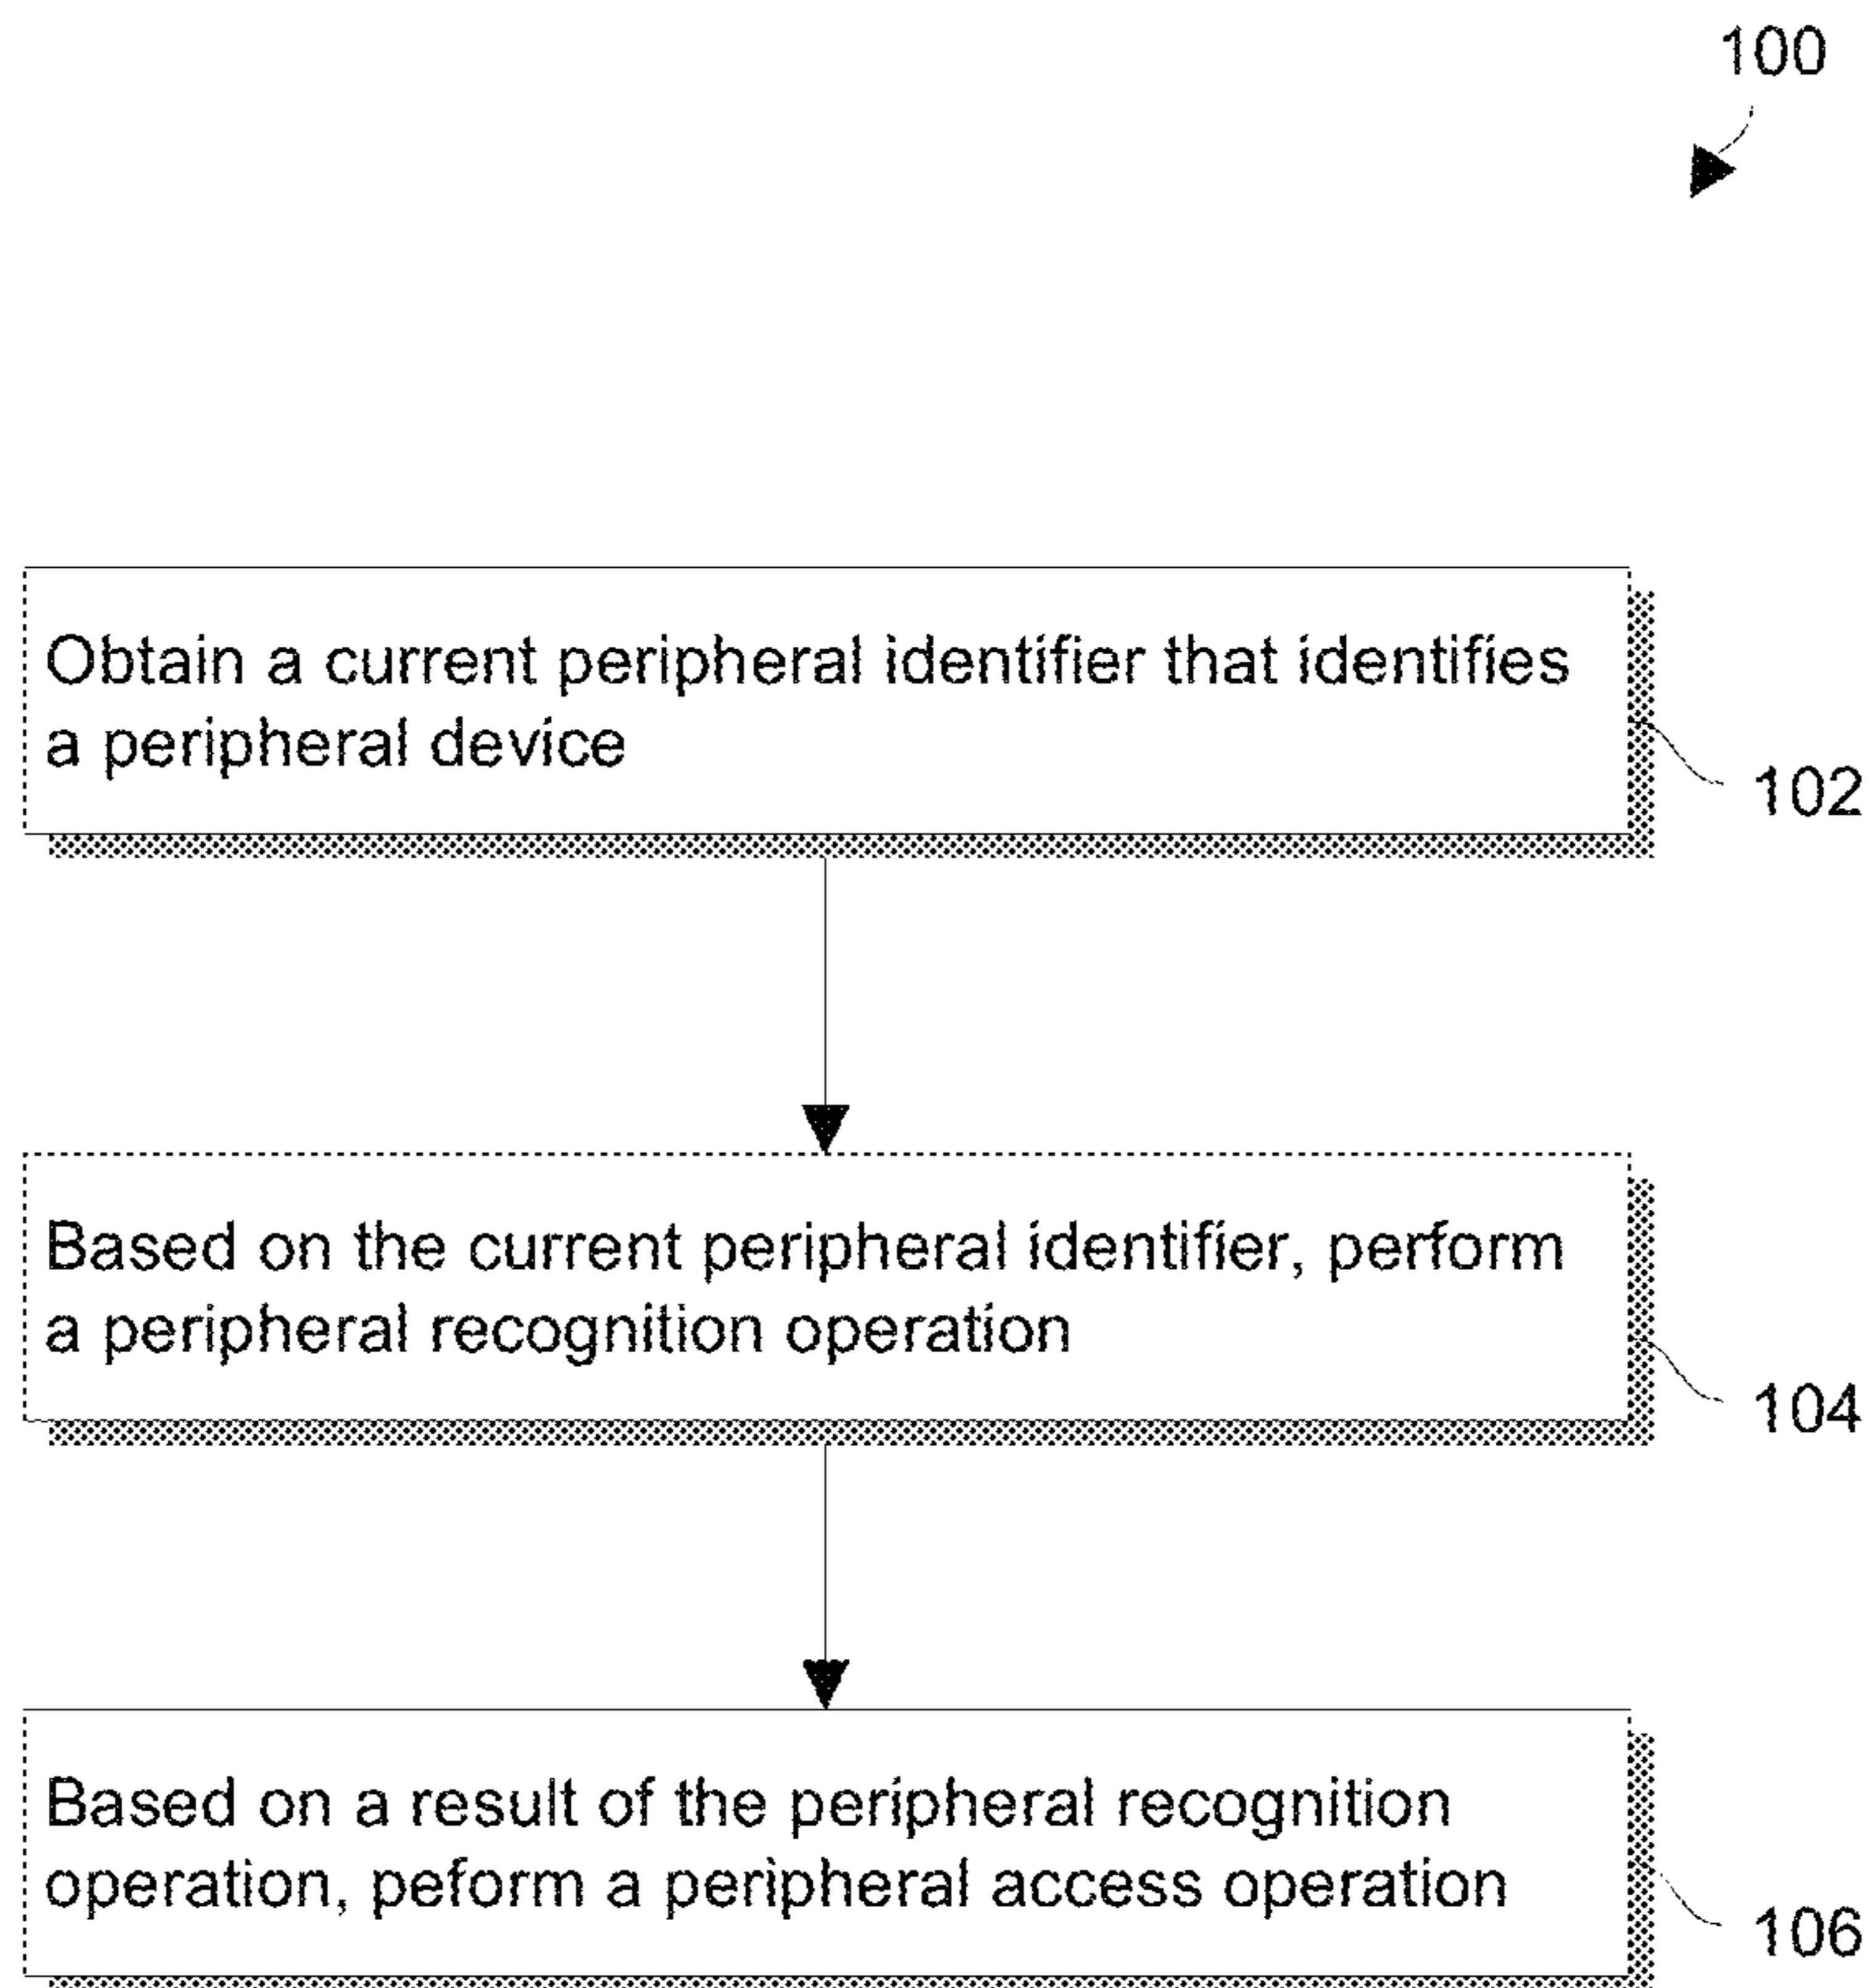 100
Obtain a current peripheral identifier that identifies
a peripheral device
102
Based on the current peripheral identifier, perform
a peripheral recognition operation
104
Based on a result of the peripheral recognition
operation, peform a peripheral access operation
106